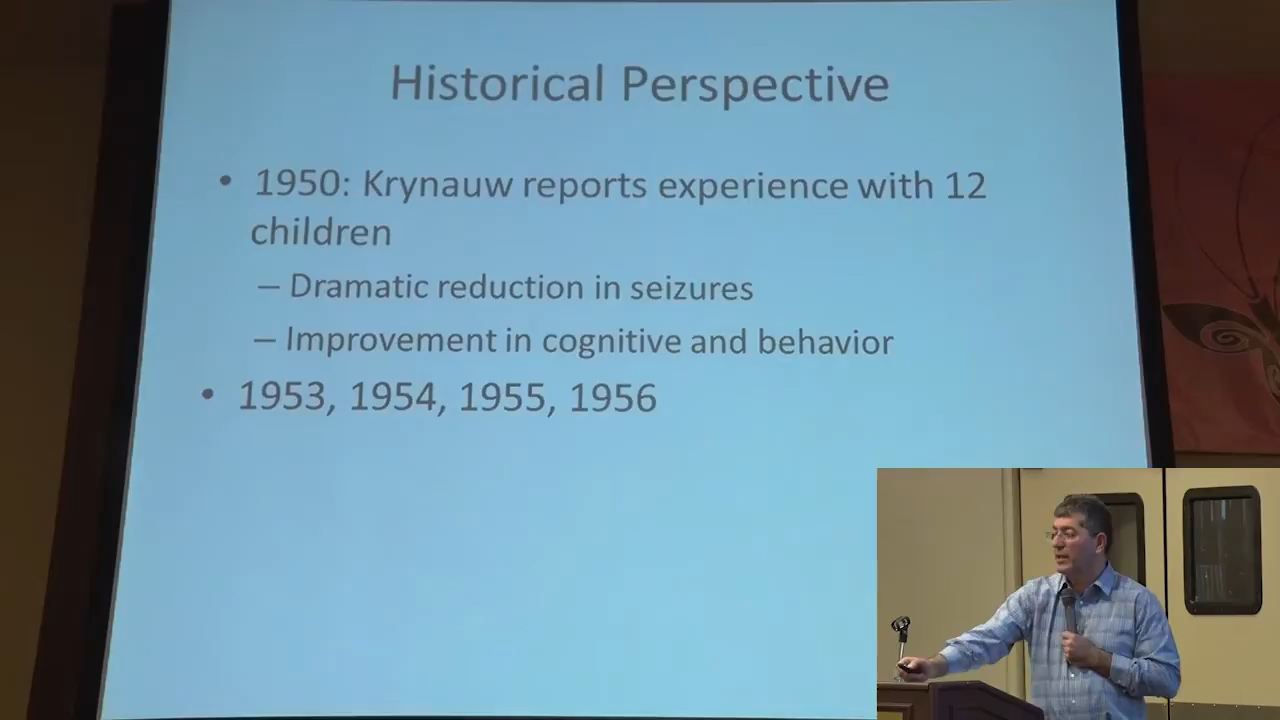 Historical Perspective
• 1950: Krynauw reports experience with 12
children
– Dramatic reduction in seizures
– Improvement in cognitive and behavior
• 1953, 1954, 1955, 1956